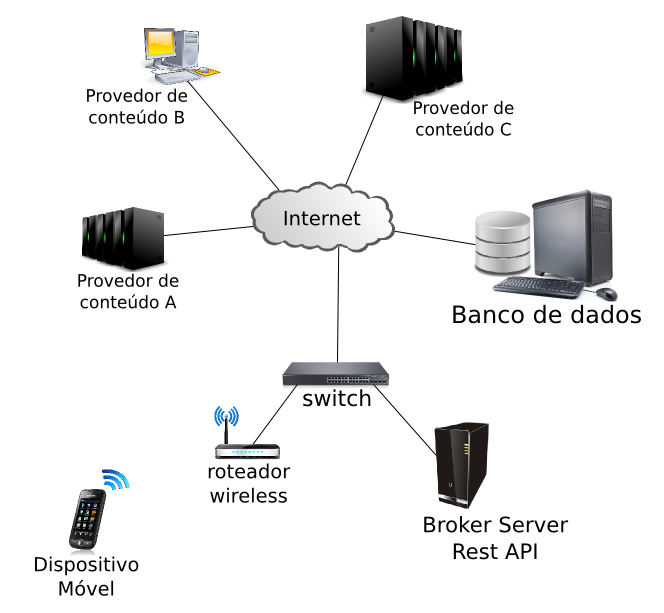 Provedor de
conteúdo B
Provedor de
conteúdo C
Internet
Provedor de
conteúdo A
Banco de dados
switch
roteador
wireless
Broker Server
Rest API
Dispositivo
Móvel